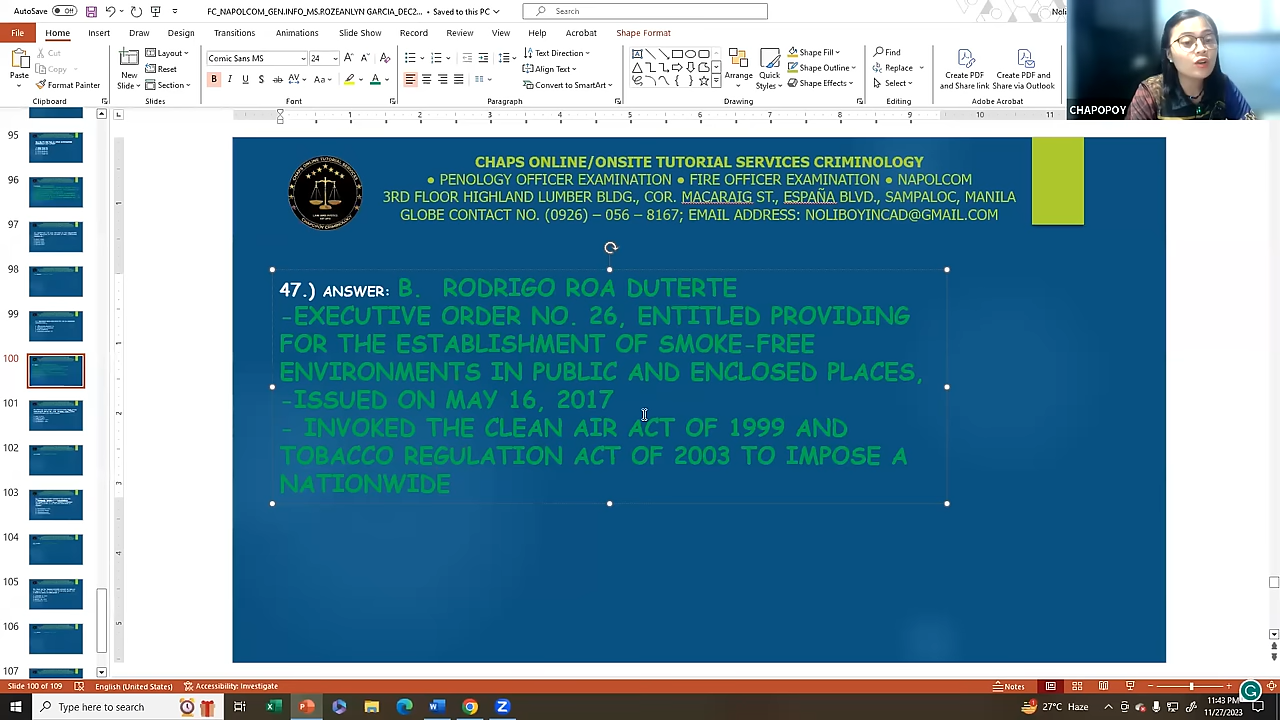 AutoSave Off FC_NAPOLCOM_GEN.INFO_MS.ROZEANLYN GARCIA_DEC2... • Saved to this PC Search Noli
File Home Insert Draw Design Transitions Animations Slide Show Record Review View Help Acrobat Shape Format
Paste Cut Copy Format Painter Clipboard
New Slide Layout Reset Section Slides
Comic Sans MS 24 Font
Text Direction Align Text Convert to SmartArt Paragraph
Arrange Quick Styles Shape Fill Shape Outline Shape Effects Drawing
Find Replace Select Editing
Create PDF and Share link Create PDF and Share via Outlook Adobe Acrobat
CHAPOPOY
95
96
98
99
100
101
102
103
104
105
106
107
CHAPS ONLINE/ONSITE TUTORIAL SERVICES CRIMINOLOGY
● PENOLOGY OFFICER EXAMINATION ● FIRE OFFICER EXAMINATION ● NAPOLCOM
3RD FLOOR HIGHLAND LUMBER BLDG., COR. MACARAIG ST., ESPAÑA BLVD., SAMPALOC, MANILA
GLOBE CONTACT NO. (0926) – 056 – 8167; EMAIL ADDRESS: NOLIBOYINCAD@GMAIL.COM
47.) ANSWER: B. RODRIGO ROA DUTERTE
-EXECUTIVE ORDER NO. 26, ENTITLED PROVIDING
FOR THE ESTABLISHMENT OF SMOKE-FREE
ENVIRONMENTS IN PUBLIC AND ENCLOSED PLACES,
-ISSUED ON MAY 16, 2017
- INVOKED THE CLEAN AIR ACT OF 1999 AND
TOBACCO REGULATION ACT OF 2003 TO IMPOSE A
NATIONWIDE
Slide 100 of 109 English (United States) Accessibility: Investigate Notes
Type here to search 27°C Haze 11:43 PM
11/27/2023